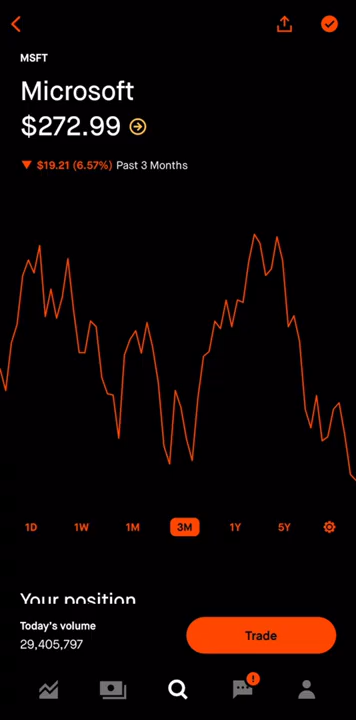 MSFT
Microsoft
$272.99
$19.21 (6.57%) Past 3 Months
1D 1W 1M 3M 1Y 5Y
Your position
Today's volume
29,405,797
Trade
!